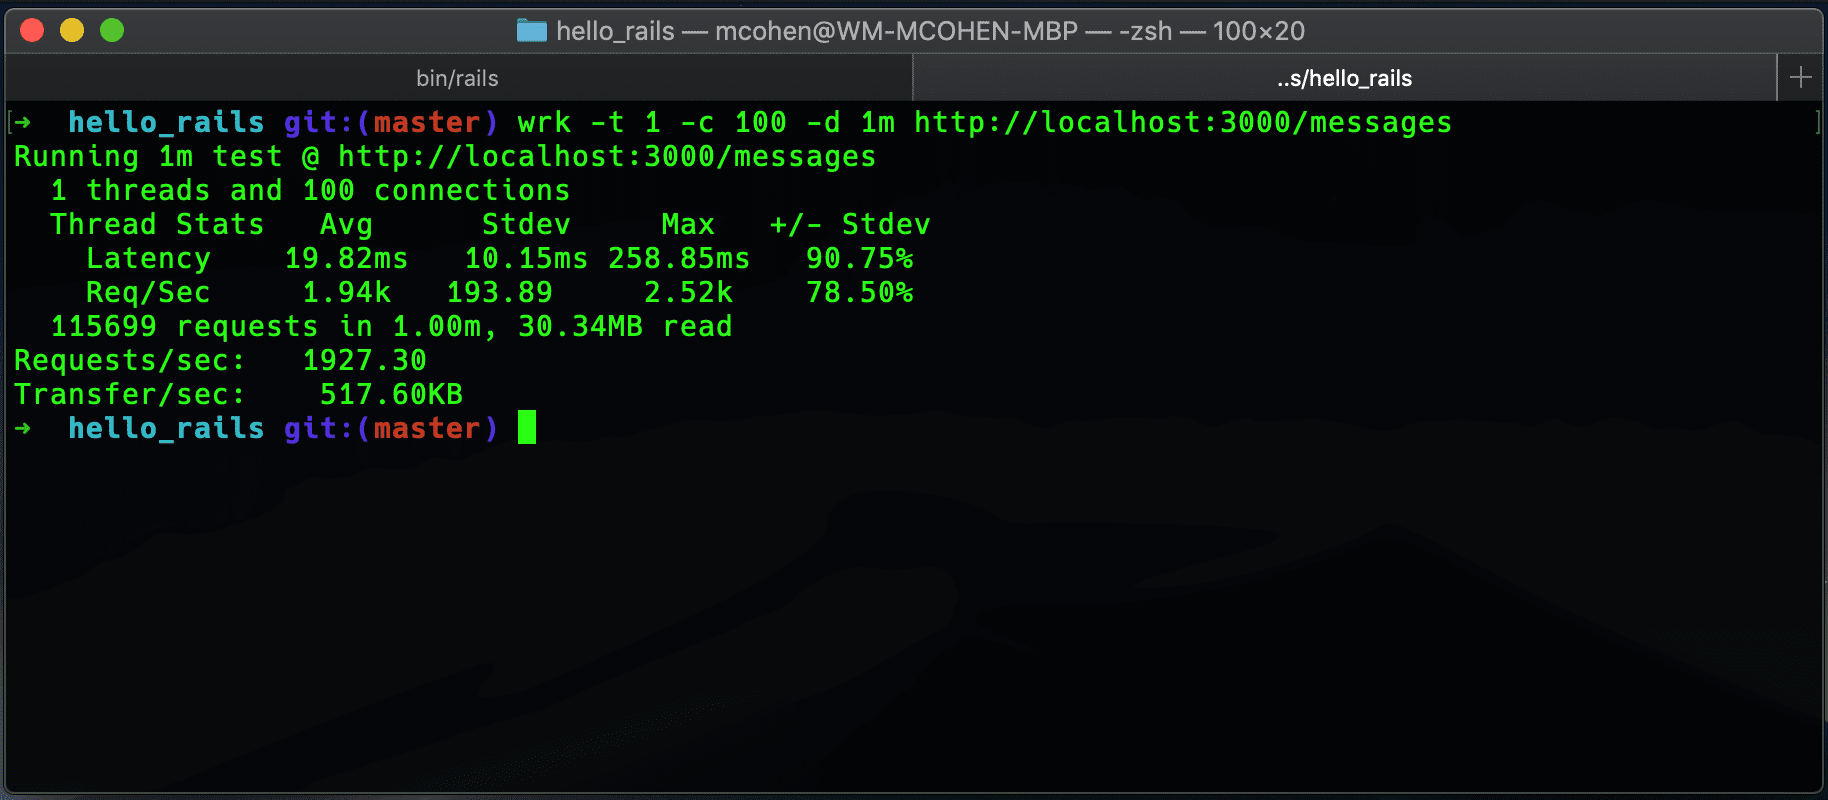 hello_rails — mcohen@WM-MCOHEN-MBP — -zsh — 100×20
bin/rails
..s/hello_rails
+
[➜  hello_rails git:(master) wrk -t 1 -c 100 -d 1m http://localhost:3000/messages ]
Running 1m test @ http://localhost:3000/messages
  1 threads and 100 connections
  Thread Stats   Avg      Stdev     Max   +/- Stdev
    Latency    19.82ms   10.15ms 258.85ms   90.75%
    Req/Sec     1.94k   193.89     2.52k    78.50%
  115699 requests in 1.00m, 30.34MB read
Requests/sec:   1927.30
Transfer/sec:    517.60KB
➜  hello_rails git:(master)